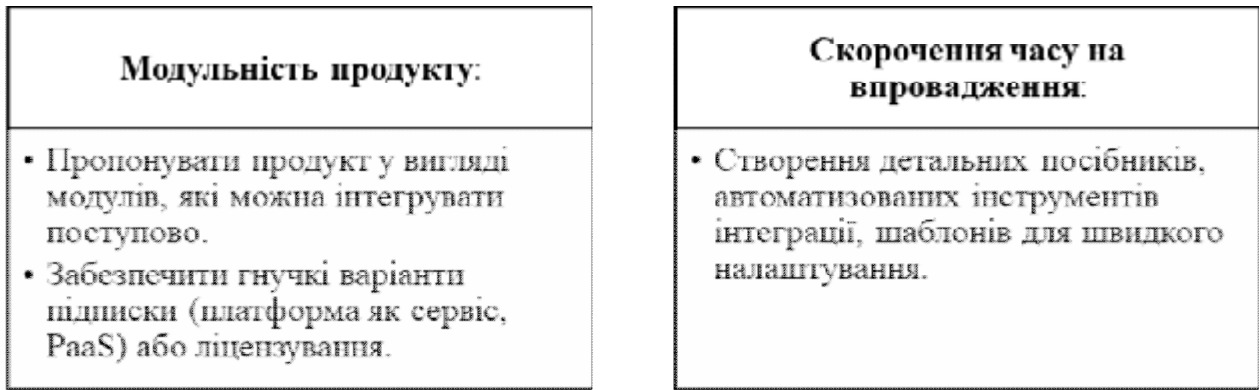 Модульність продукту:
• Пропонувати продукт у вигляді
модулів, які можна інтегрувати
поступово.
• Забезпечити гнучкі варіанти
підписки (платформа як сервіс,
PaaS) або ліцензування.
Скорочення часу на
впровадження:
• Створення детальних посібників,
автоматизованих інструментів
інтеграції, шаблонів для швидкого
налаштування.